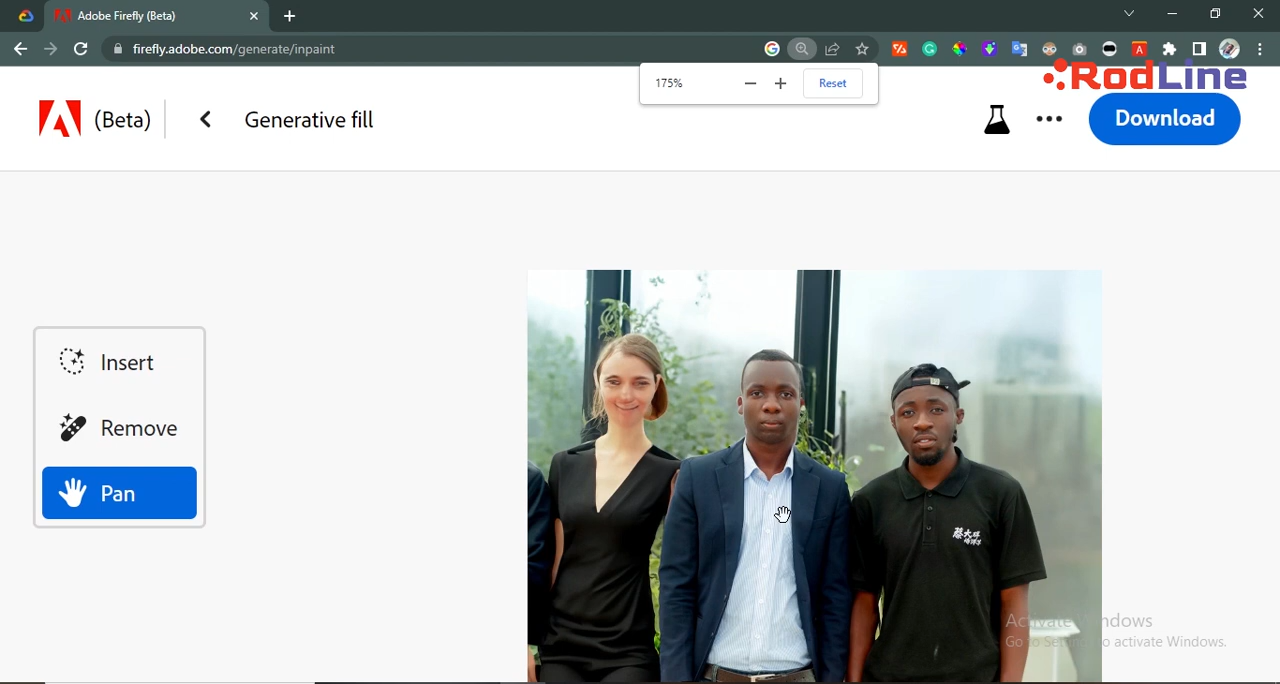 Adobe Firefly (Beta)
firefly.adobe.com/generate/inpaint
175%
Reset
RodLine
(Beta)
Generative fill
Download
Insert
Remove
Pan
Activate Windows
Go to Settings to activate Windows.